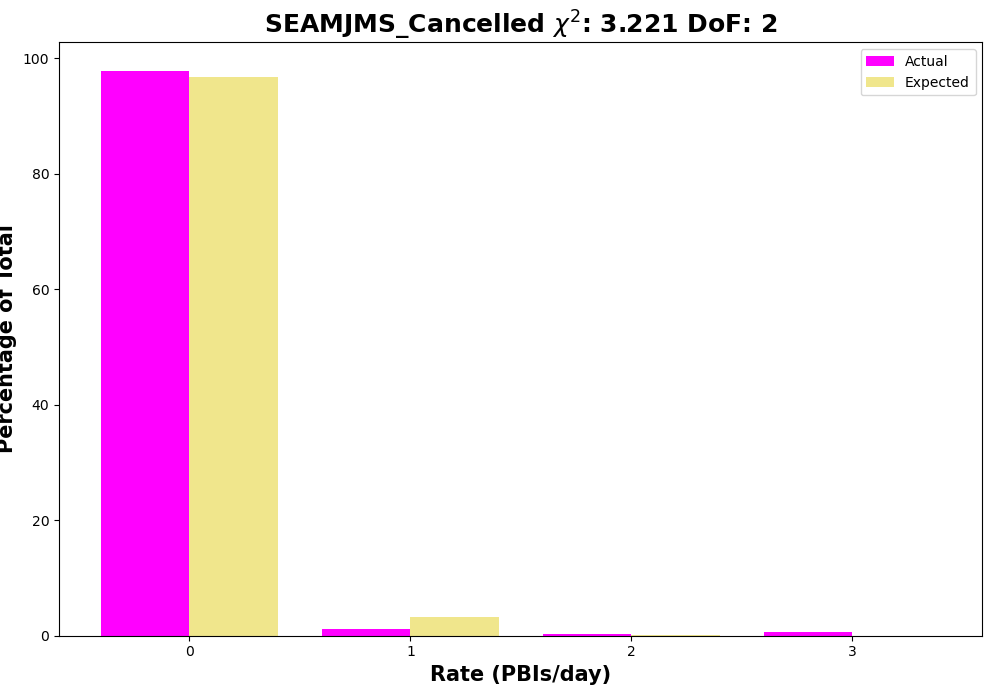 SEAMJMS_Cancelled χ²: 3.221 DoF: 2
Actual
Expected
100
80
60
40
20
0
Percentage of Total
0 1 2 3
Rate (PBIs/day)